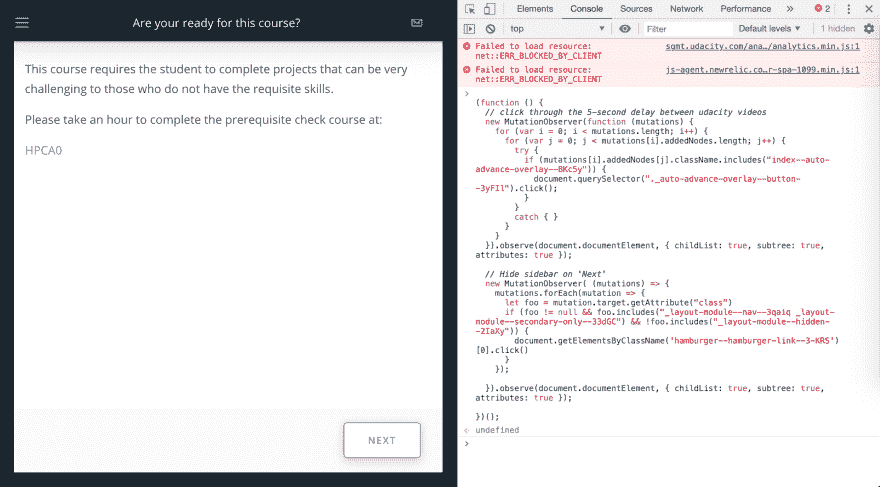 Are your ready for this course?
This course requires the student to complete projects that can be very
challenging to those who do not have the requisite skills.
Please take an hour to complete the prerequisite check course at:
HPCA0
NEXT
Elements Console Sources Network Performance » 2
top Filter Default levels ▼ 1 hidden
Failed to load resource: sgmt.udacity.com/ana…/analytics.min.js:1
net::ERR_BLOCKED_BY_CLIENT
Failed to load resource: js-agent.newrelic.co…r-spa-1099.min.js:1
net::ERR_BLOCKED_BY_CLIENT
>
(function () {
// click through the 5-second delay between udacity videos
new MutationObserver(function (mutations) {
for (var i = 0; i < mutations.length; i++) {
for (var j = 0; j < mutations[i].addedNodes.length; j++) {
try {
if (mutations[i].addedNodes[j].className.includes("index--auto-
advance-overlay--BKc5y")) {
document.querySelector("._auto-advance-overlay--button-
-3yFIl").click();
}
}
catch { }
}
}
}).observe(document.documentElement, { childList: true, subtree: true,
attributes: true });
// Hide sidebar on 'Next'
new MutationObserver( (mutations) => {
mutations.forEach(mutation => {
let foo = mutation.target.getAttribute("class")
if (foo != null && foo.includes("_layout-module--nav--3qaiq _layout-
module--secondary-only--33dGC") && !foo.includes("_layout-module--hidden-
-2IaXy")) {
document.getElementsByClassName('hamburger--hamburger-link--3-KRS')
[0].click()
}
});
}).observe(document.documentElement, { childList: true, subtree: true,
attributes: true });
})();
undefined
>